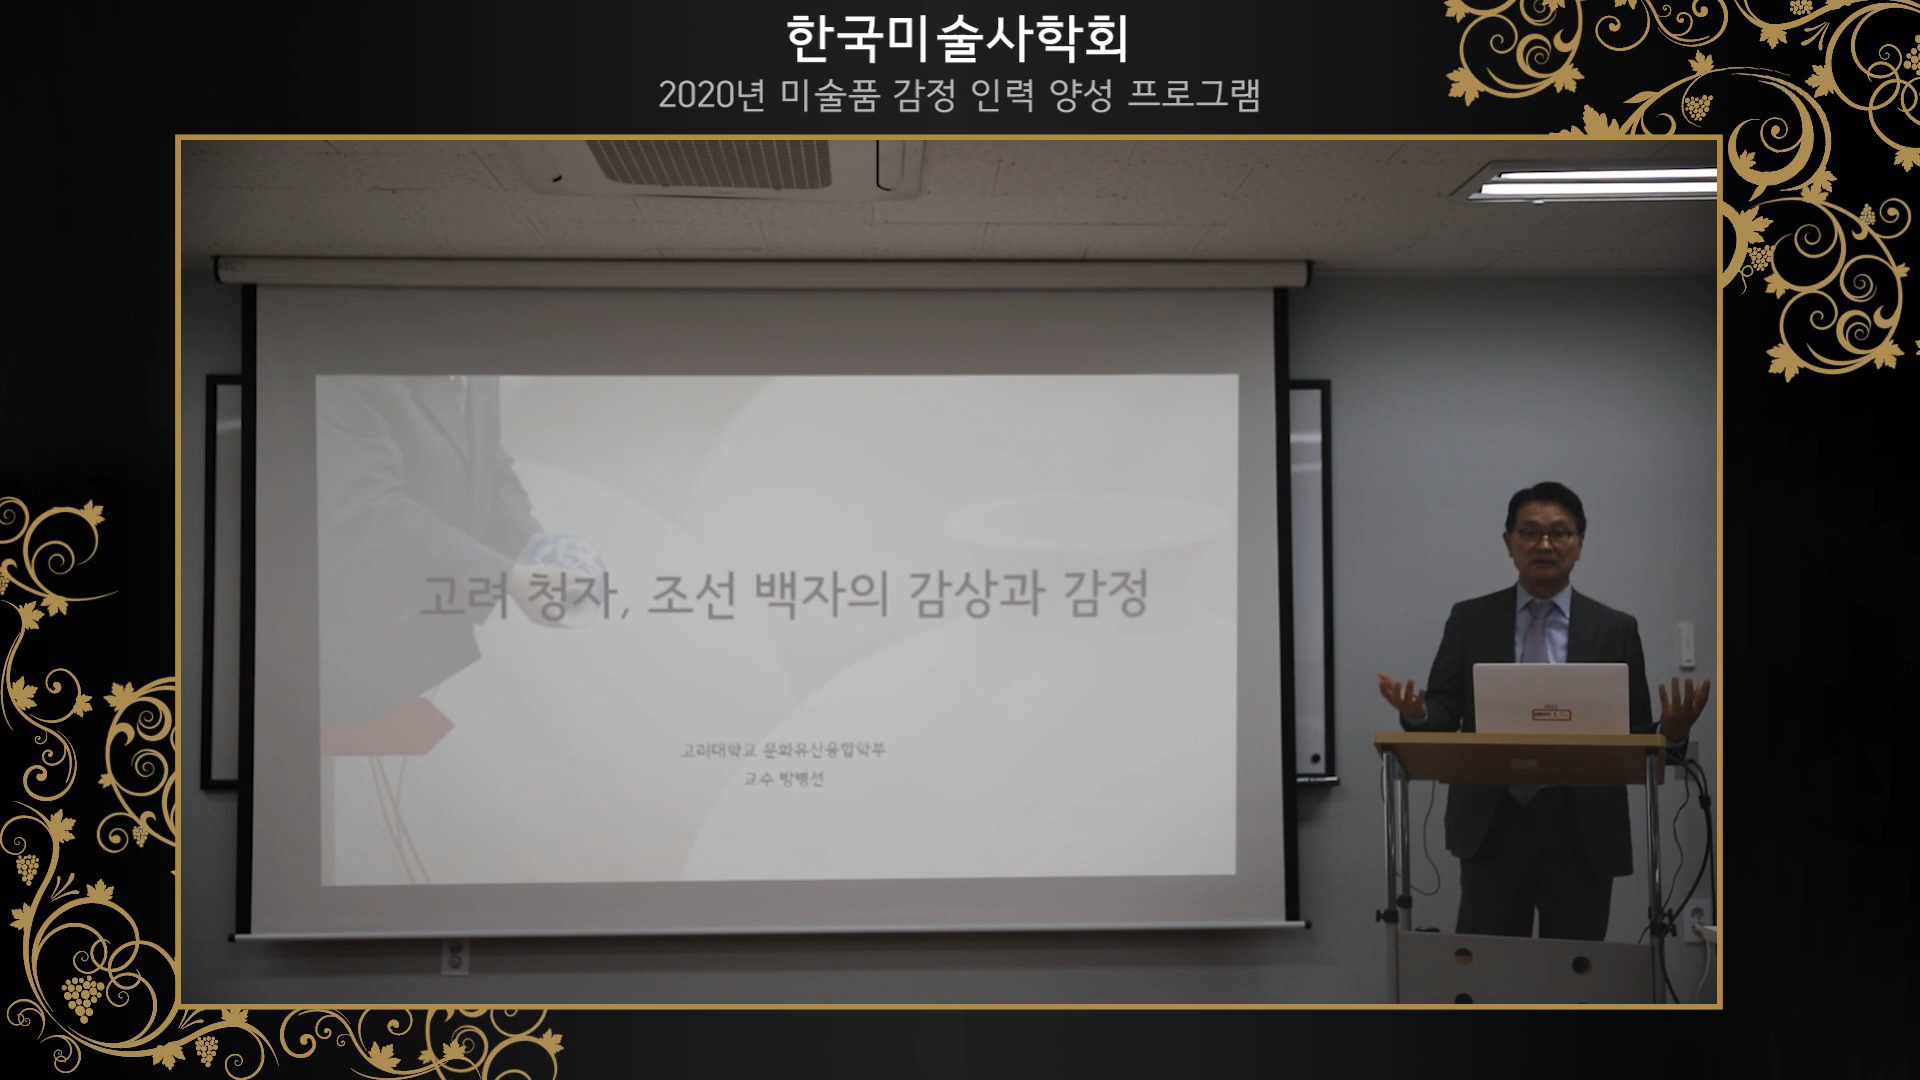 한국미술사학회
2020년 미술품 감정 인력 양성 프로그램
고려 청자, 조선 백자의 감상과 감정
고려대학교 문화유산융합학부
교수 방병선